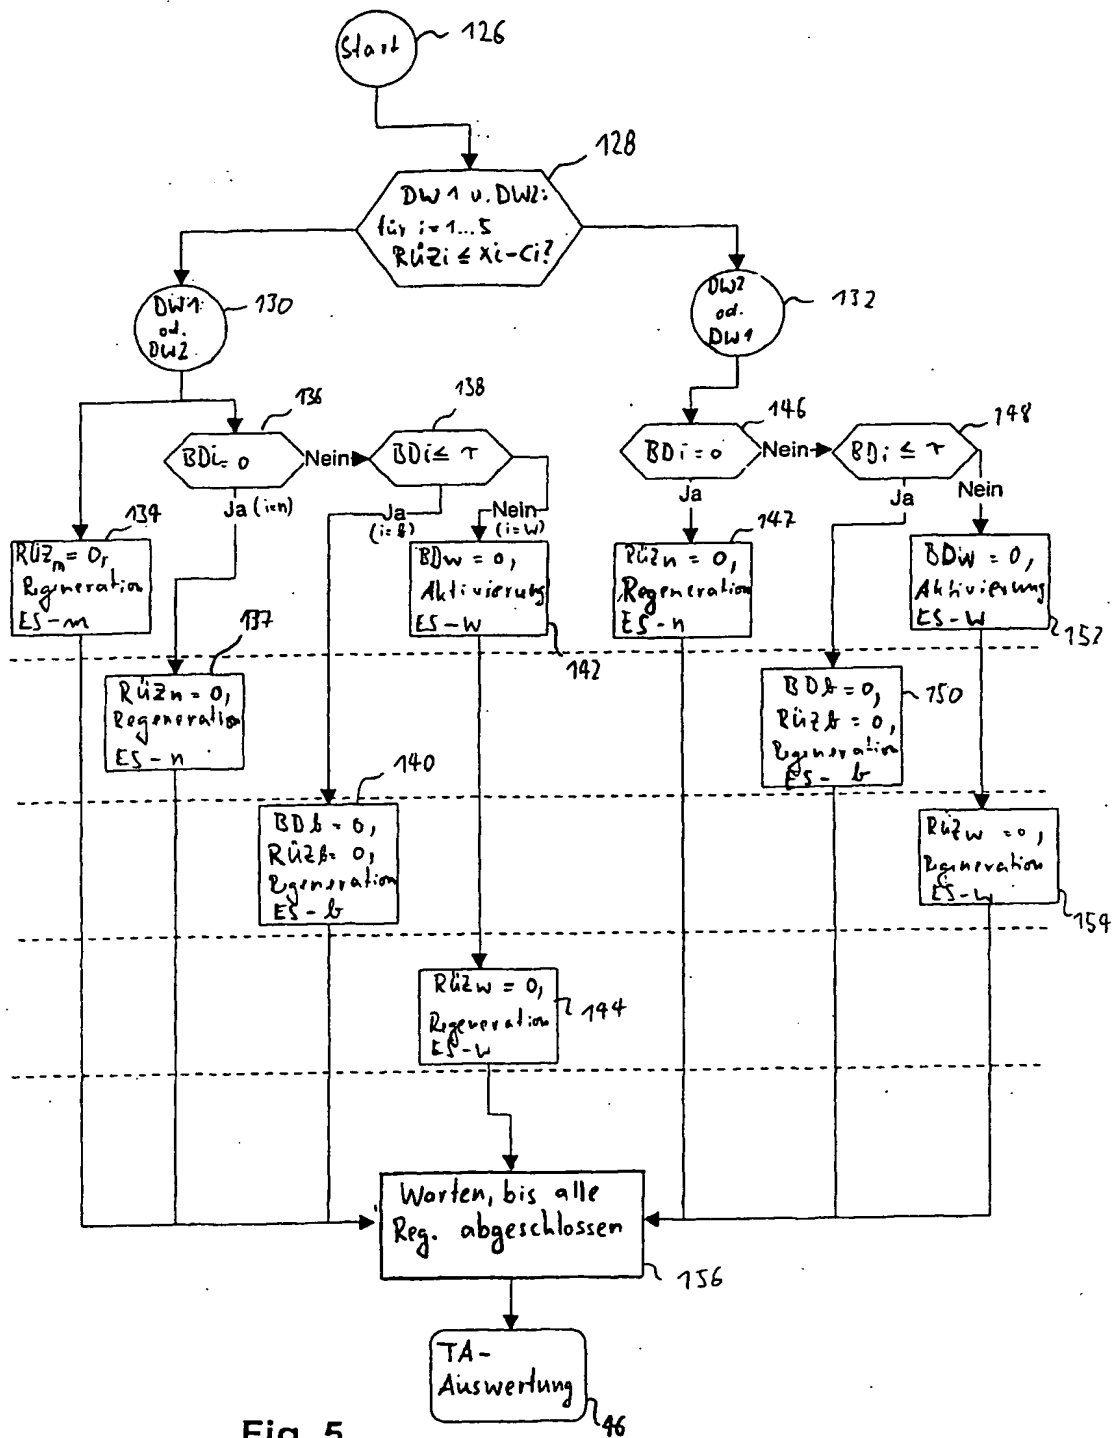 Start
126
128
DW1 u. DW2:
für i=1...5
RÜZi ≤ Xi-Ci?
DW1
od.
DW2
130
DW2
od.
DW1
132
136
138
146
148
BDi=0
Nein
BDi ≤ τ
BDi=0
Nein
BDi ≤ τ
Ja (i=n)
Ja
(i=b)
Nein
(i=w)
Ja
Ja
Nein
134
RÜZm=0,
Regeneration
ES-m
BDw=0,
Aktivierung
ES-w
142
147
RÜZn=0,
Regeneration
ES-n
BDw=0,
Aktivierung
ES-w
152
137
RÜZn=0,
Regeneration
ES-n
BDb=0,
RÜZb=0,
Regeneration
ES-b
150
140
BDb=0,
RÜZb=0,
Regeneration
ES-b
RÜZw=0,
Regeneration
ES-w
154
RÜZw=0,
Regeneration
ES-w
144
Warten, bis alle
Reg. abgeschlossen
156
TA-
Auswertung
46
Fig. 5